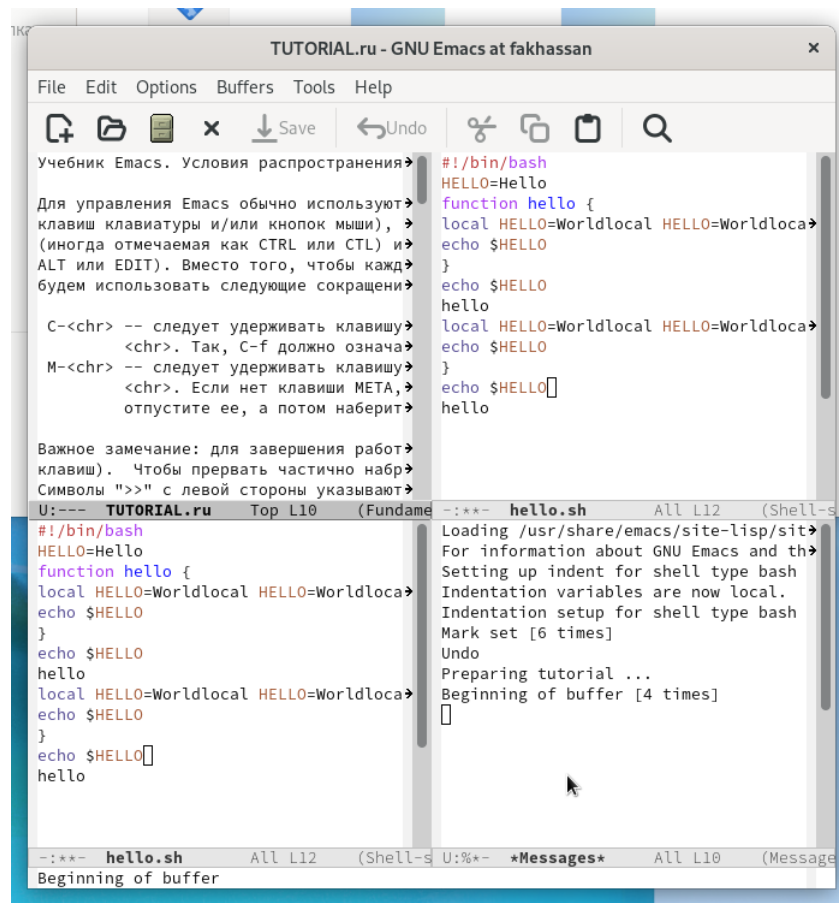 TUTORIAL.ru - GNU Emacs at fakhassan
File Edit Options Buffers Tools Help
Save Undo
Учебник Emacs. Условия распространения
Для управления Emacs обычно используют
клавиш клавиатуры и/или кнопок мыши),
(иногда отмечаемая как CTRL или CTL) и
ALT или EDIT). Вместо того, чтобы кажд
будем использовать следующие сокращени
C-<chr> -- следует удерживать клавишу
<chr>. Так, C-f должно означа
M-<chr> -- следует удерживать клавишу
<chr>. Если нет клавиши META,
отпустите ее, а потом наберит
Важное замечание: для завершения работ
клавиш). Чтобы прервать частично набр
Символы ">>" с левой стороны указывают
U:--- TUTORIAL.ru Top L10 (Fundame
#!/bin/bash
HELLO=Hello
function hello {
local HELLO=Worldlocal HELLO=Worldloca
echo $HELLO
}
echo $HELLO
hello
local HELLO=Worldlocal HELLO=Worldloca
echo $HELLO
}
echo $HELLO
hello
-:**- hello.sh All L12 (Shell-s
#!/bin/bash
HELLO=Hello
function hello {
local HELLO=Worldlocal HELLO=Worldloca
echo $HELLO
}
echo $HELLO
hello
local HELLO=Worldlocal HELLO=Worldloca
echo $HELLO
}
echo $HELLO
hello
-:**- hello.sh All L12 (Shell-s
Loading /usr/share/emacs/site-lisp/sit
For information about GNU Emacs and th
Setting up indent for shell type bash
Indentation variables are now local.
Indentation setup for shell type bash
Mark set [6 times]
Undo
Preparing tutorial ...
Beginning of buffer [4 times]
U:%*- *Messages* All L10 (Message
Beginning of buffer